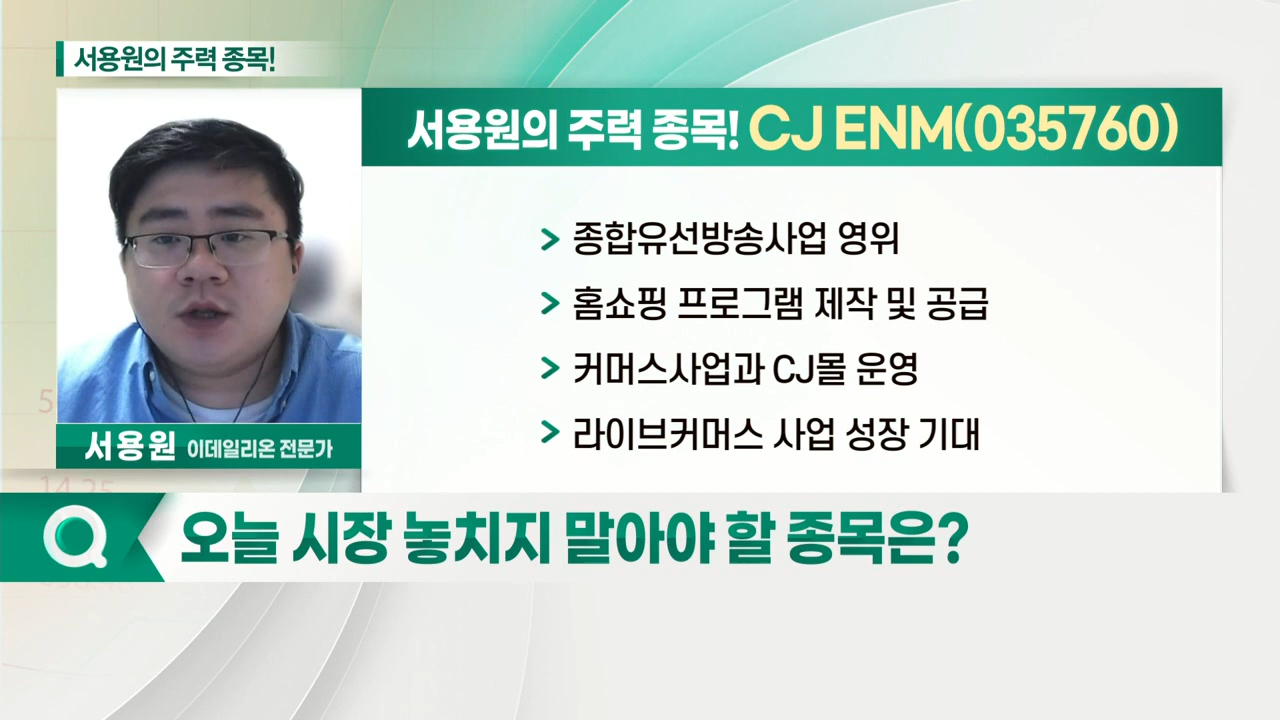 서용원의 주력 종목!
서용원의 주력 종목! CJ ENM(035760)
> 종합유선방송사업 영위
> 홈쇼핑 프로그램 제작 및 공급
> 커머스사업과 CJ몰 운영
> 라이브커머스 사업 성장 기대
서용원 이데일리온 전문가
14.25
Q 오늘 시장 놓치지 말아야 할 종목은?